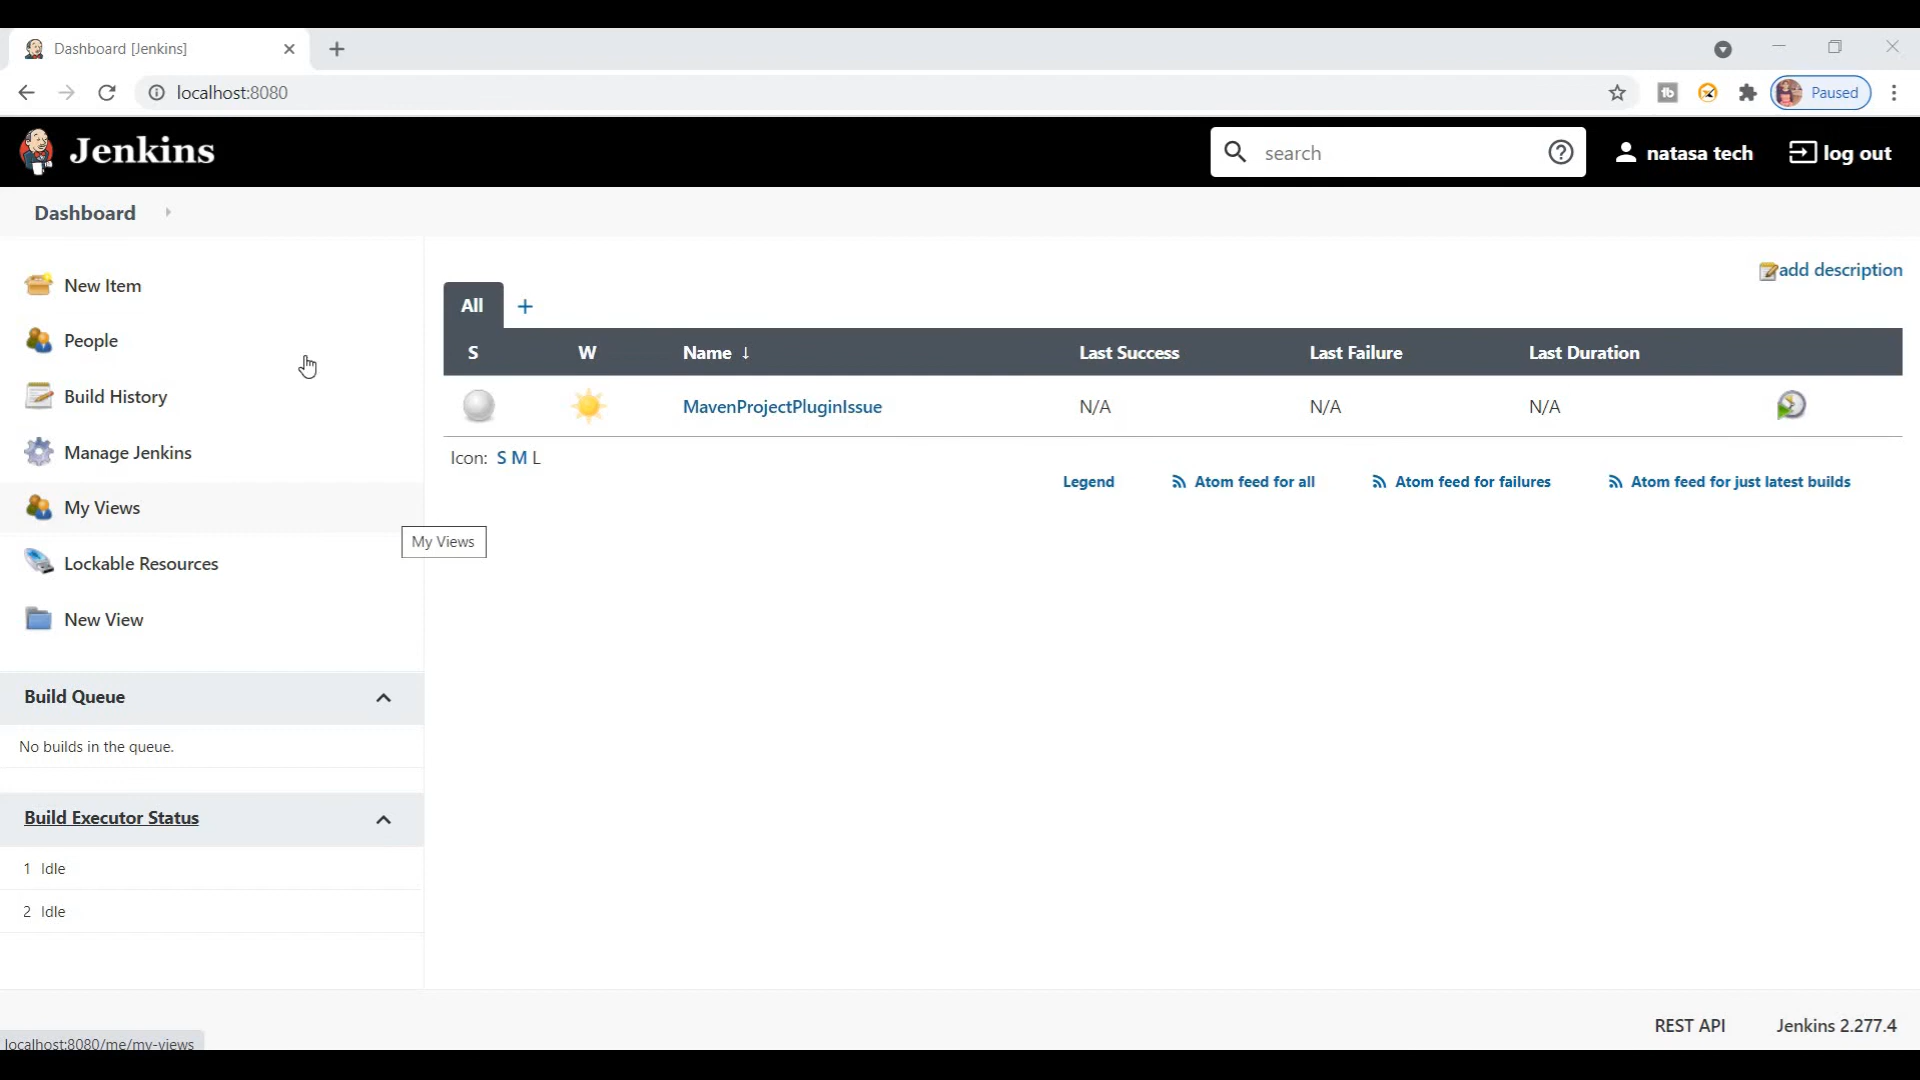 Dashboard [Jenkins]
localhost:8080
Paused
Jenkins
search
natasa tech
log out
Dashboard
New Item
People
Build History
Manage Jenkins
My Views
Lockable Resources
New View
Build Queue
No builds in the queue.
Build Executor Status
1 Idle
2 Idle
add description
All +
S W Name ↓ Last Success Last Failure Last Duration
MavenProjectPluginIssue N/A N/A N/A
Icon: S M L
Legend Atom feed for all Atom feed for failures Atom feed for just latest builds
My Views
REST API Jenkins 2.277.4
localhost:8080/me/my-views